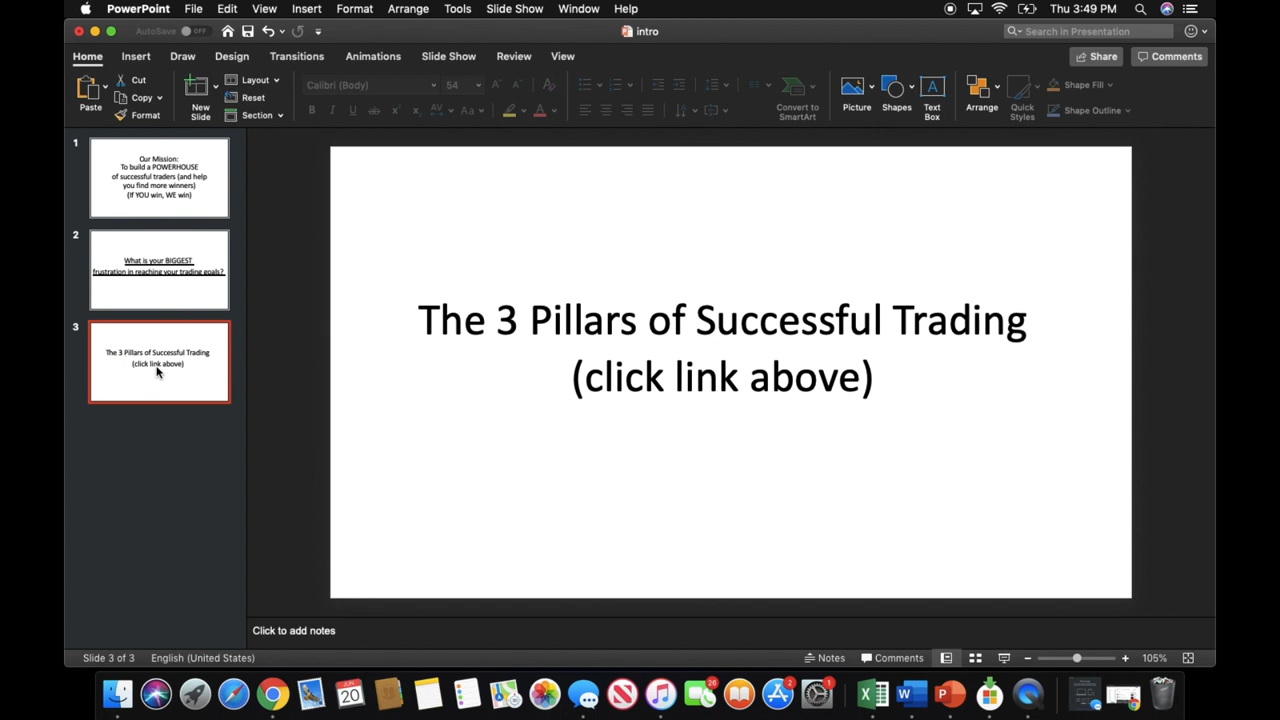 PowerPoint File Edit View Insert Format Arrange Tools Slide Show Window Help Thu 3:49 PM
AutoSave OFF intro Search in Presentation
Home Insert Draw Design Transitions Animations Slide Show Review View Share Comments
Paste Cut Copy Format New Slide Layout Reset Section Calibri (Body) 54 Convert to SmartArt Picture Shapes Text Box Arrange Quick Styles Shape Fill Shape Outline
1
Our Mission:
To build a POWERHOUSE
of successful traders (and help
you find more winners)
(If YOU win, WE win)
2
What is your BIGGEST
frustration in reaching your trading goals?
3
The 3 Pillars of Successful Trading
(click link above)
The 3 Pillars of Successful Trading
(click link above)
Click to add notes
Slide 3 of 3 English (United States) Notes Comments 105%
JUN
20
26
2
1